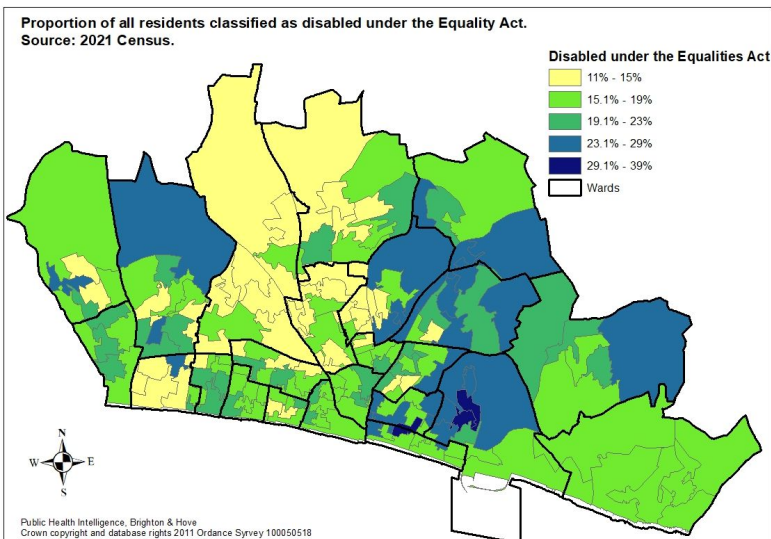 Proportion of all residents classified as disabled under the Equality Act.
Source: 2021 Census.
Disabled under the Equalities Act
11% - 15%
15.1% - 19%
19.1% - 23%
23.1% - 29%
29.1% - 39%
Wards
N
W E
S
Public Health Intelligence, Brighton & Hove
Crown copyright and database rights 2011 Ordance Syrvey 100050518